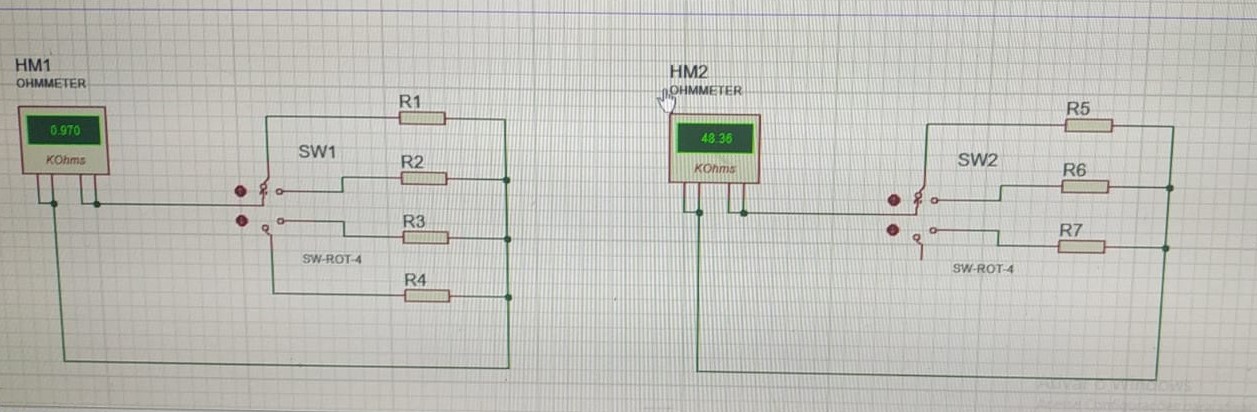 HM1
OHMMETER
0.970
KOhms
SW1
R1
R2
R3
R4
SW-ROT-4
HM2
OHMMETER
48.36
KOhms
SW2
R5
R6
R7
SW-ROT-4